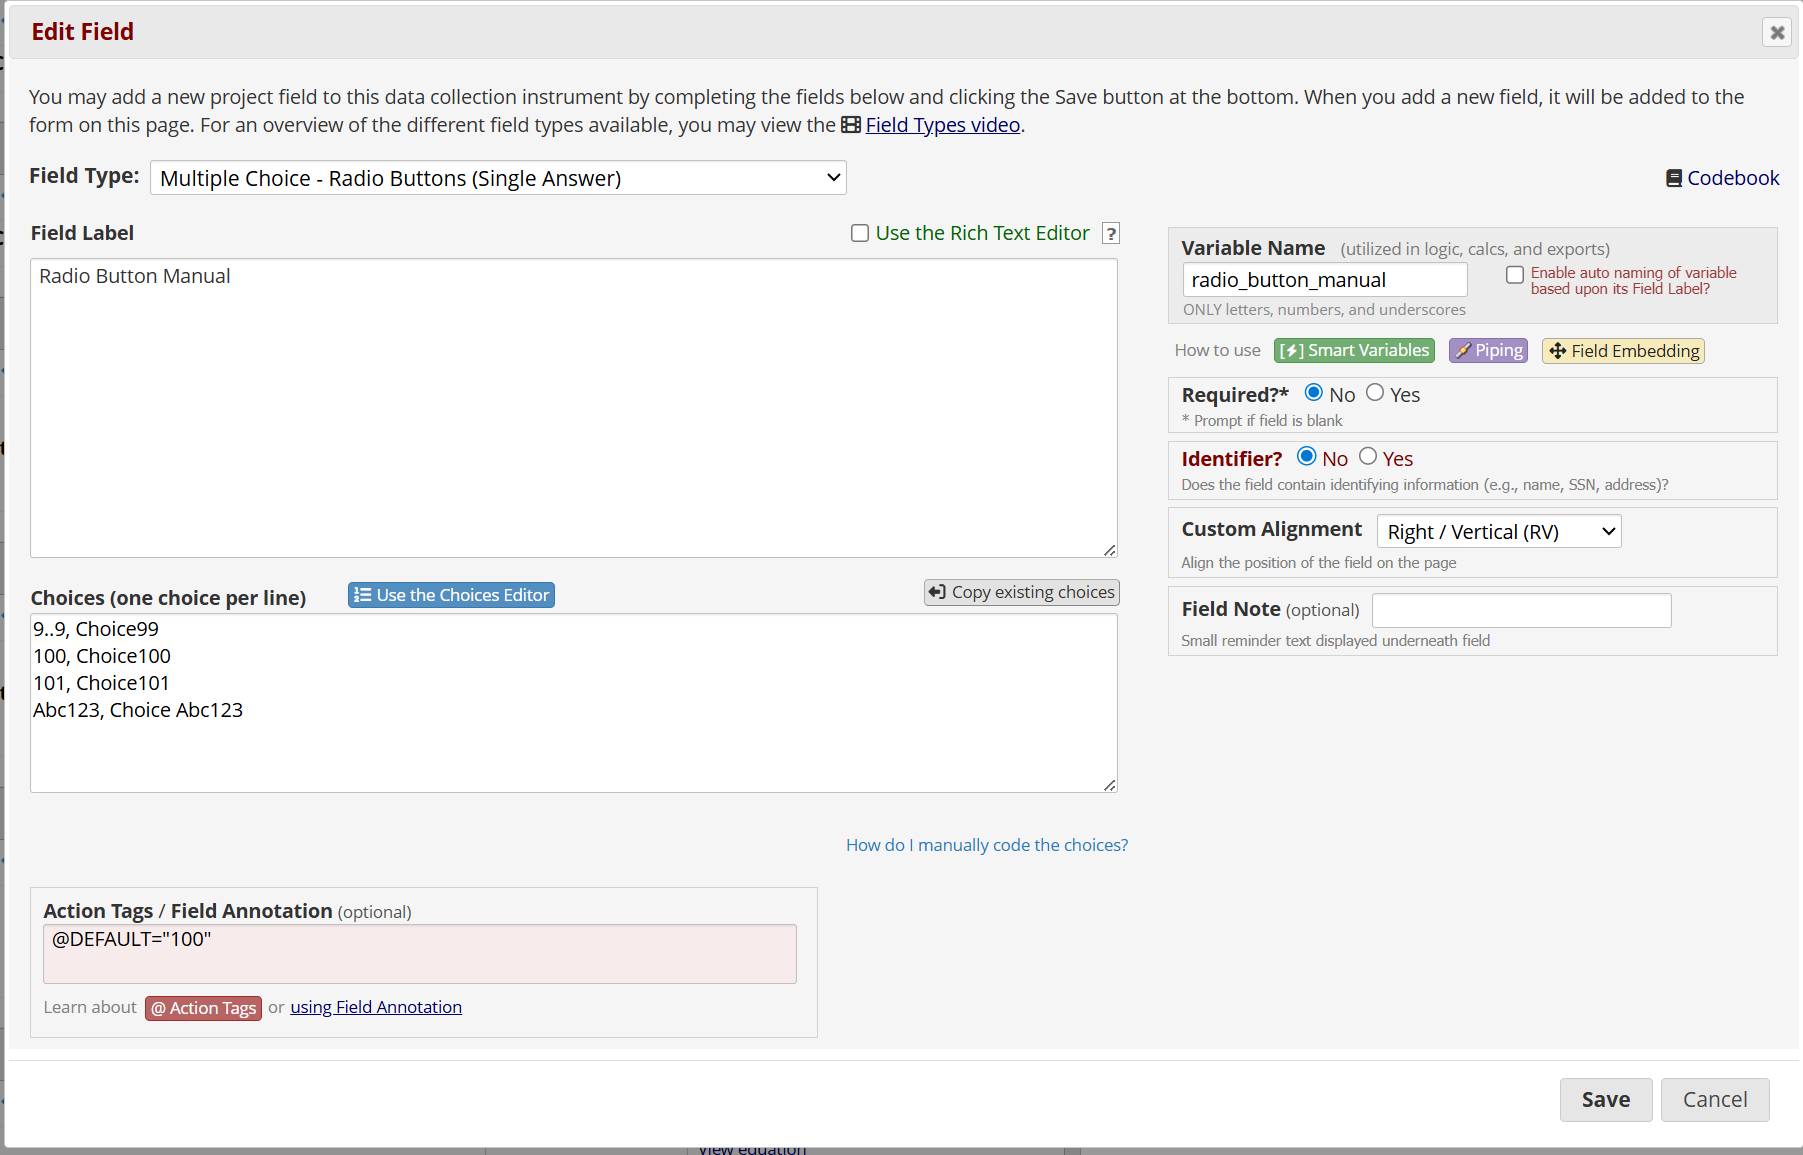 Edit Field
You may add a new project field to this data collection instrument by completing the fields below and clicking the Save button at the bottom. When you add a new field, it will be added to the
form on this page. For an overview of the different field types available, you may view the Field Types video.
Field Type: Multiple Choice - Radio Buttons (Single Answer)
Codebook
Field Label
Use the Rich Text Editor ?
Radio Button Manual
Variable Name (utilized in logic, calcs, and exports)
radio_button_manual
Enable auto naming of variable
based upon its Field Label?
ONLY letters, numbers, and underscores
How to use [⚡] Smart Variables Piping Field Embedding
Required?* No Yes
* Prompt if field is blank
Identifier? No Yes
Does the field contain identifying information (e.g., name, SSN, address)?
Custom Alignment Right / Vertical (RV)
Align the position of the field on the page
Field Note (optional)
Small reminder text displayed underneath field
Choices (one choice per line) Use the Choices Editor Copy existing choices
9..9, Choice99
100, Choice100
101, Choice101
Abc123, Choice Abc123
How do I manually code the choices?
Action Tags / Field Annotation (optional)
@DEFAULT="100"
Learn about @ Action Tags or using Field Annotation
Save Cancel
View equation